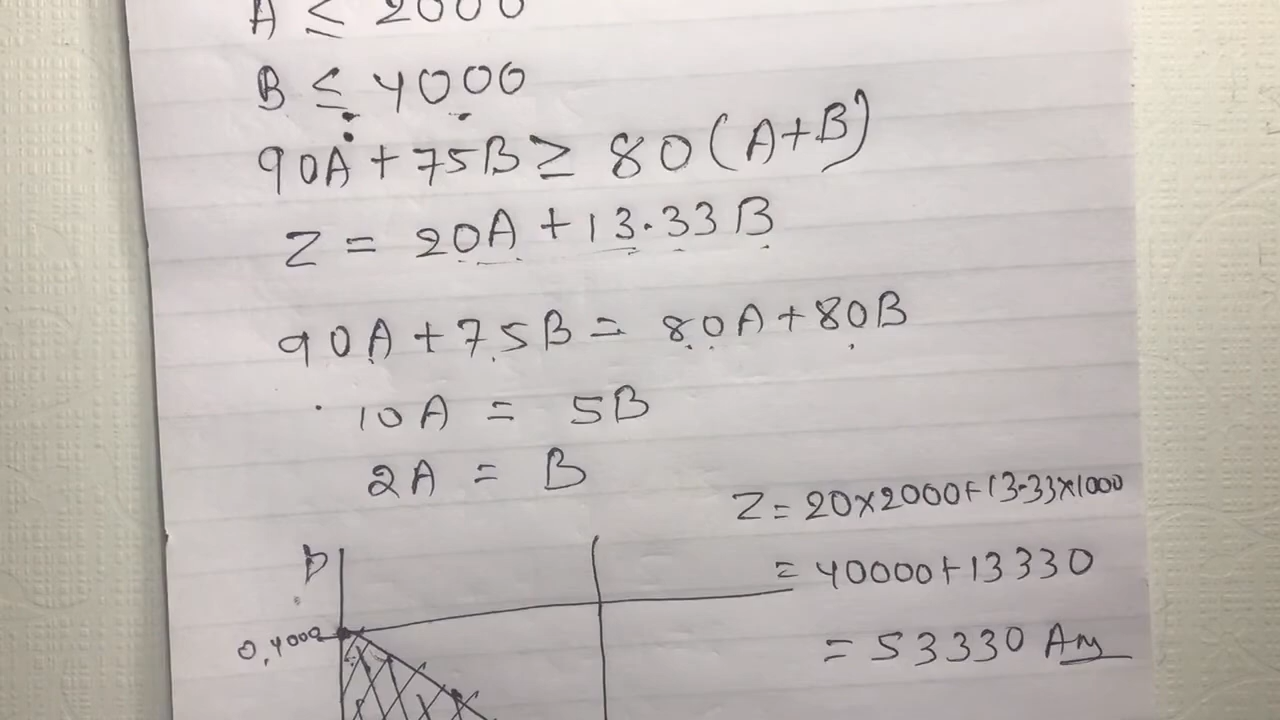 A ≤ 2000
B ≤ 4000
90A + 75B ≥ 80(A+B)
Z = 20A + 13.33B
90A + 75B = 80A + 80B
10A = 5B
2A = B
Z = 20×2000+13.33×1000
= 40000+13330
= 53330 Ans
B
0,4000